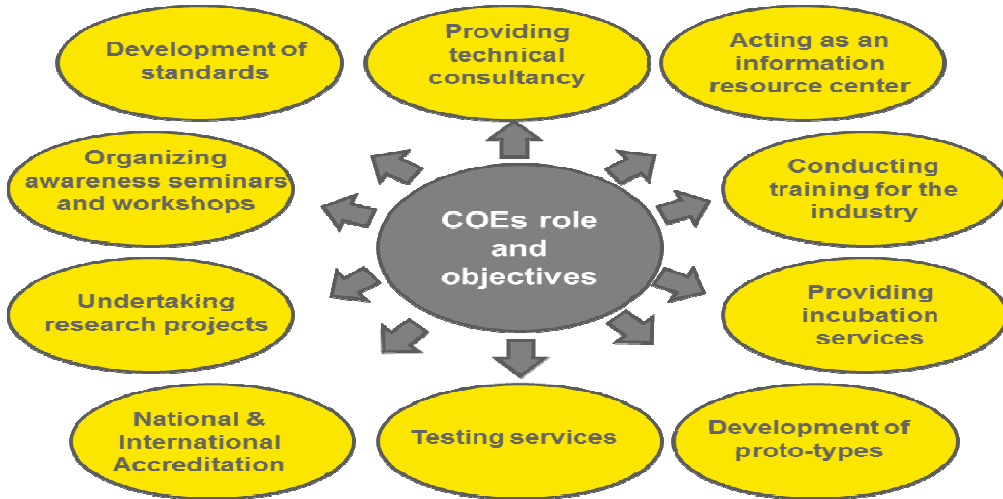 Development of
standards
Providing
technical
consultancy
Acting as an
information
resource center
Organizing
awareness seminars
and workshops
COEs role
and
objectives
Conducting
training for the
industry
Undertaking
research projects
Providing
incubation
services
National &
International
Accreditation
Testing services
Development of
proto-types